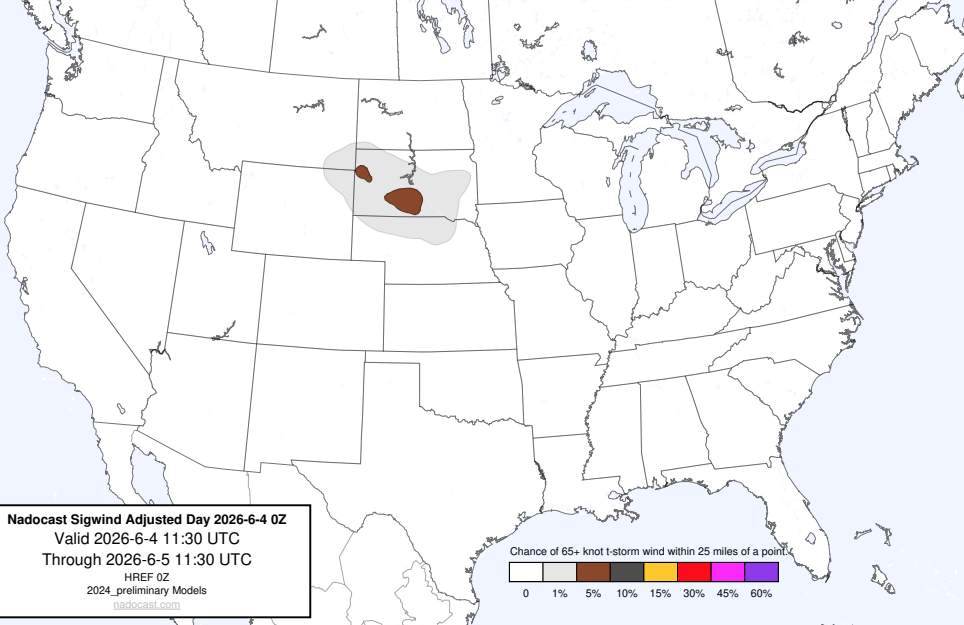 Nadocast Sigwind Adjusted Day 2026-6-4 0Z
Valid 2026-6-4 11:30 UTC
Through 2026-6-5 11:30 UTC
HREF 0Z
2024_preliminary Models
nadocast.com
Chance of 65+ knot t-storm wind within 25 miles of a point.
0 1% 5% 10% 15% 30% 45% 60%